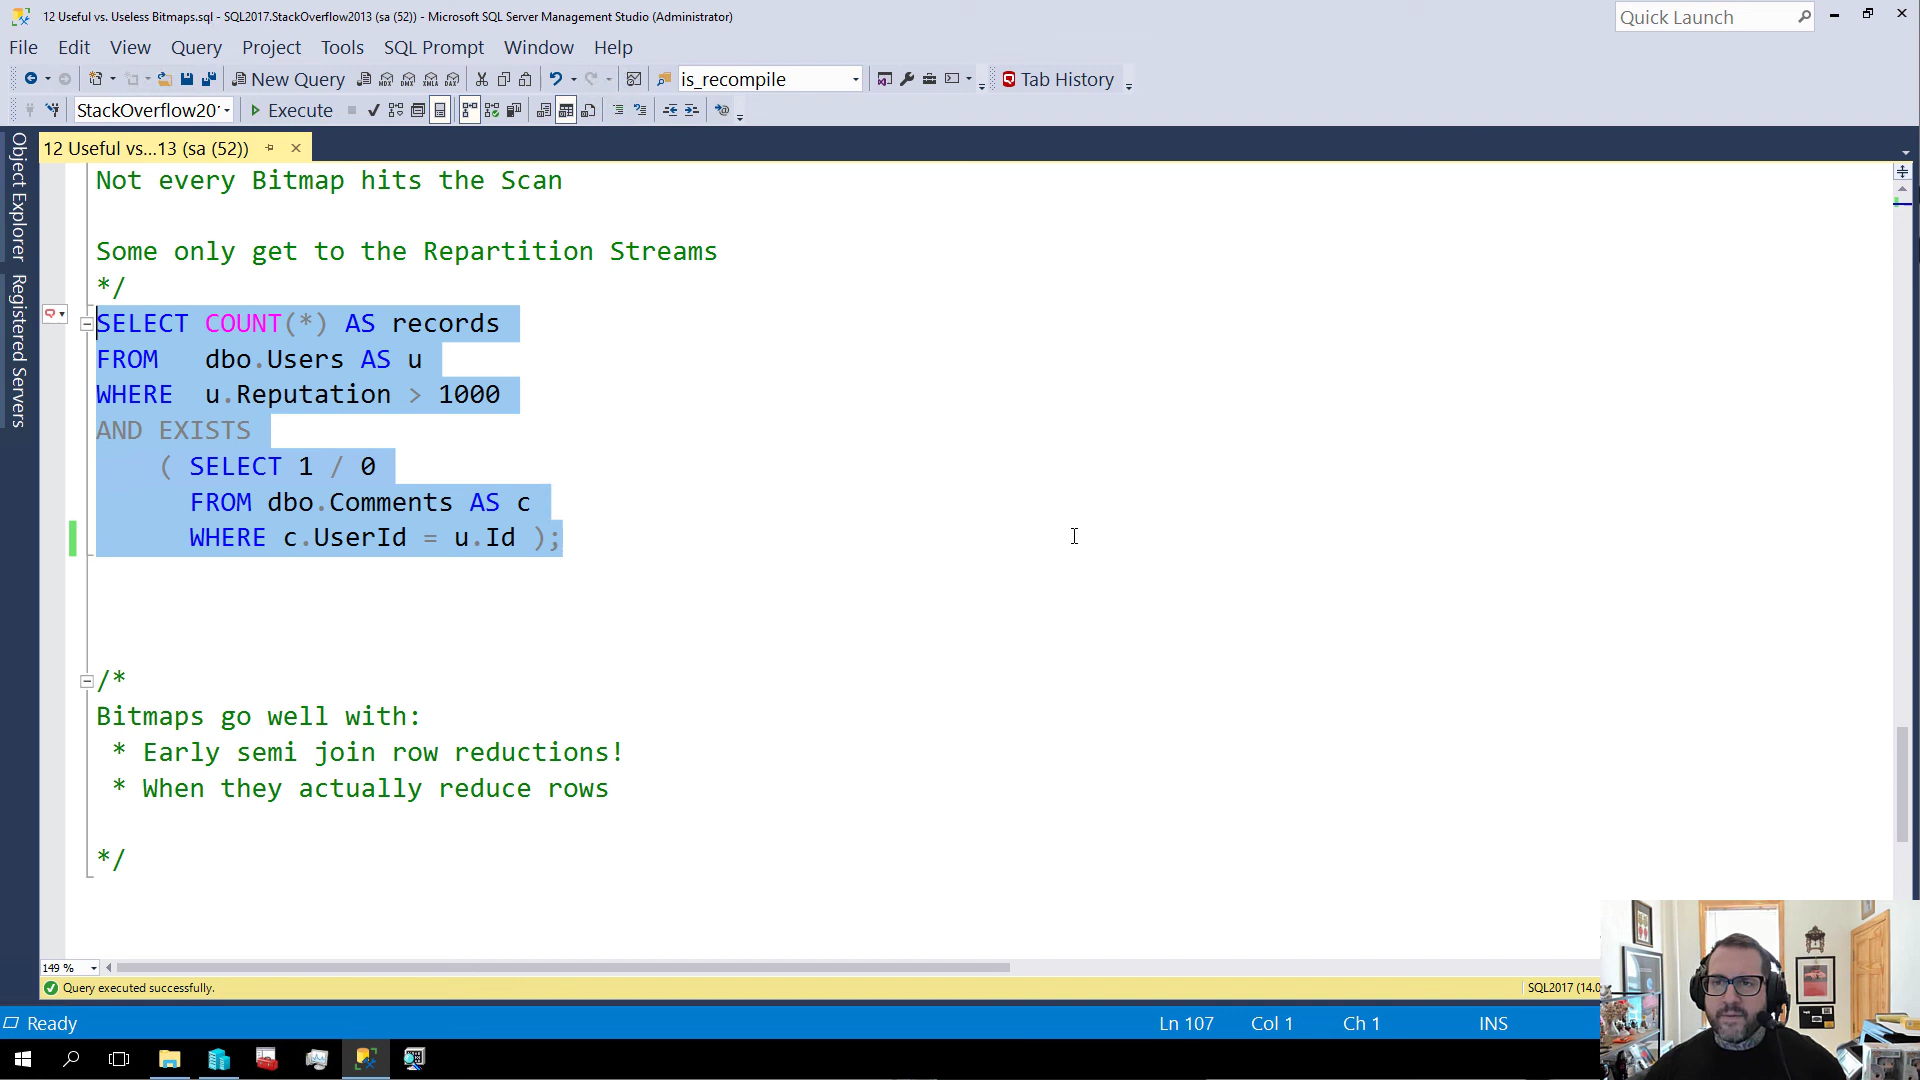 12 Useful vs. Useless Bitmaps.sql - SQL2017.StackOverflow2013 (sa (52)) - Microsoft SQL Server Management Studio (Administrator)
Quick Launch
File Edit View Query Project Tools SQL Prompt Window Help
New Query
MDX DMX XMLA DAX
is_recompile
Tab History
StackOverflow20
Execute
12 Useful vs...13 (sa (52))
Object Explorer
Registered Servers
Not every Bitmap hits the Scan
Some only get to the Repartition Streams
*/
SELECT COUNT(*) AS records
FROM dbo.Users AS u
WHERE u.Reputation > 1000
AND EXISTS
( SELECT 1 / 0
FROM dbo.Comments AS c
WHERE c.UserId = u.Id );
/*
Bitmaps go well with:
* Early semi join row reductions!
* When they actually reduce rows
*/
149 %
Query executed successfully.
SQL2017 (14.0
Ready
Ln 107
Col 1
Ch 1
INS